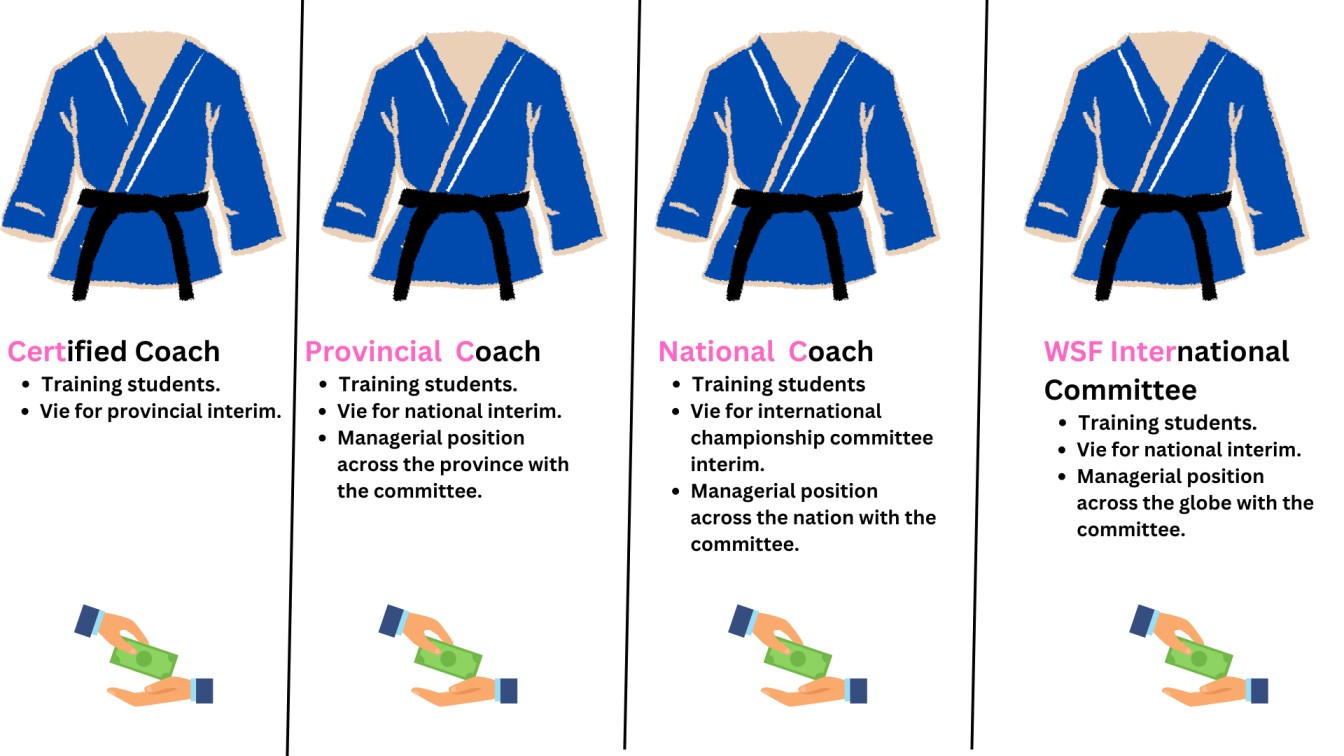 Certified Coach
• Training students.
• Vie for provincial interim.
Provincial Coach
• Training students.
• Vie for national interim.
• Managerial position
across the province with
the committee.
National Coach
• Training students
• Vie for international
championship committee
interim.
• Managerial position
across the nation with the
committee.
WSF International
Committee
• Training students.
• Vie for national interim.
• Managerial position
across the globe with the
committee.